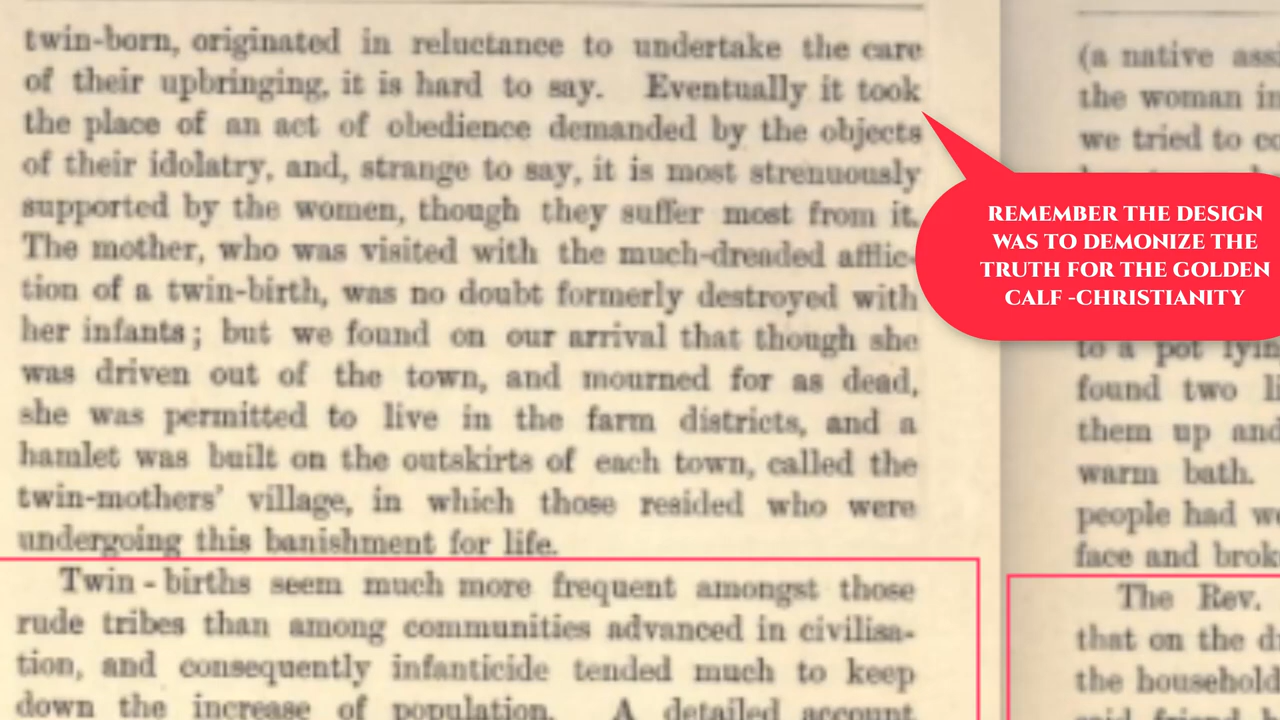 twin-born, originated in reluctance to undertake the care
of their upbringing, it is hard to say. Eventually it took
the place of an act of obedience demanded by the objects
of their idolatry, and, strange to say, it is most strenuously
supported by the women, though they suffer most from it.
The mother, who was visited with the much-dreaded afflic-
tion of a twin-birth, was no doubt formerly destroyed with
her infants; but we found on our arrival that though she
was driven out of the town, and mourned for as dead,
she was permitted to live in the farm districts, and a
hamlet was built on the outskirts of each town, called the
twin-mothers' village, in which those resided who were
undergoing this banishment for life.
Twin-births seem much more frequent amongst those
rude tribes than among communities advanced in civilisa-
tion, and consequently infanticide tended much to keep
down the increase of population. A detailed account
(a native
the woman
we tried to
to a pot
found two
them up and
warm bath.
people had
face and
The Rev.
that on the
the household
REMEMBER THE DESIGN
WAS TO DEMONIZE THE
TRUTH FOR THE GOLDEN
CALF -CHRISTIANITY